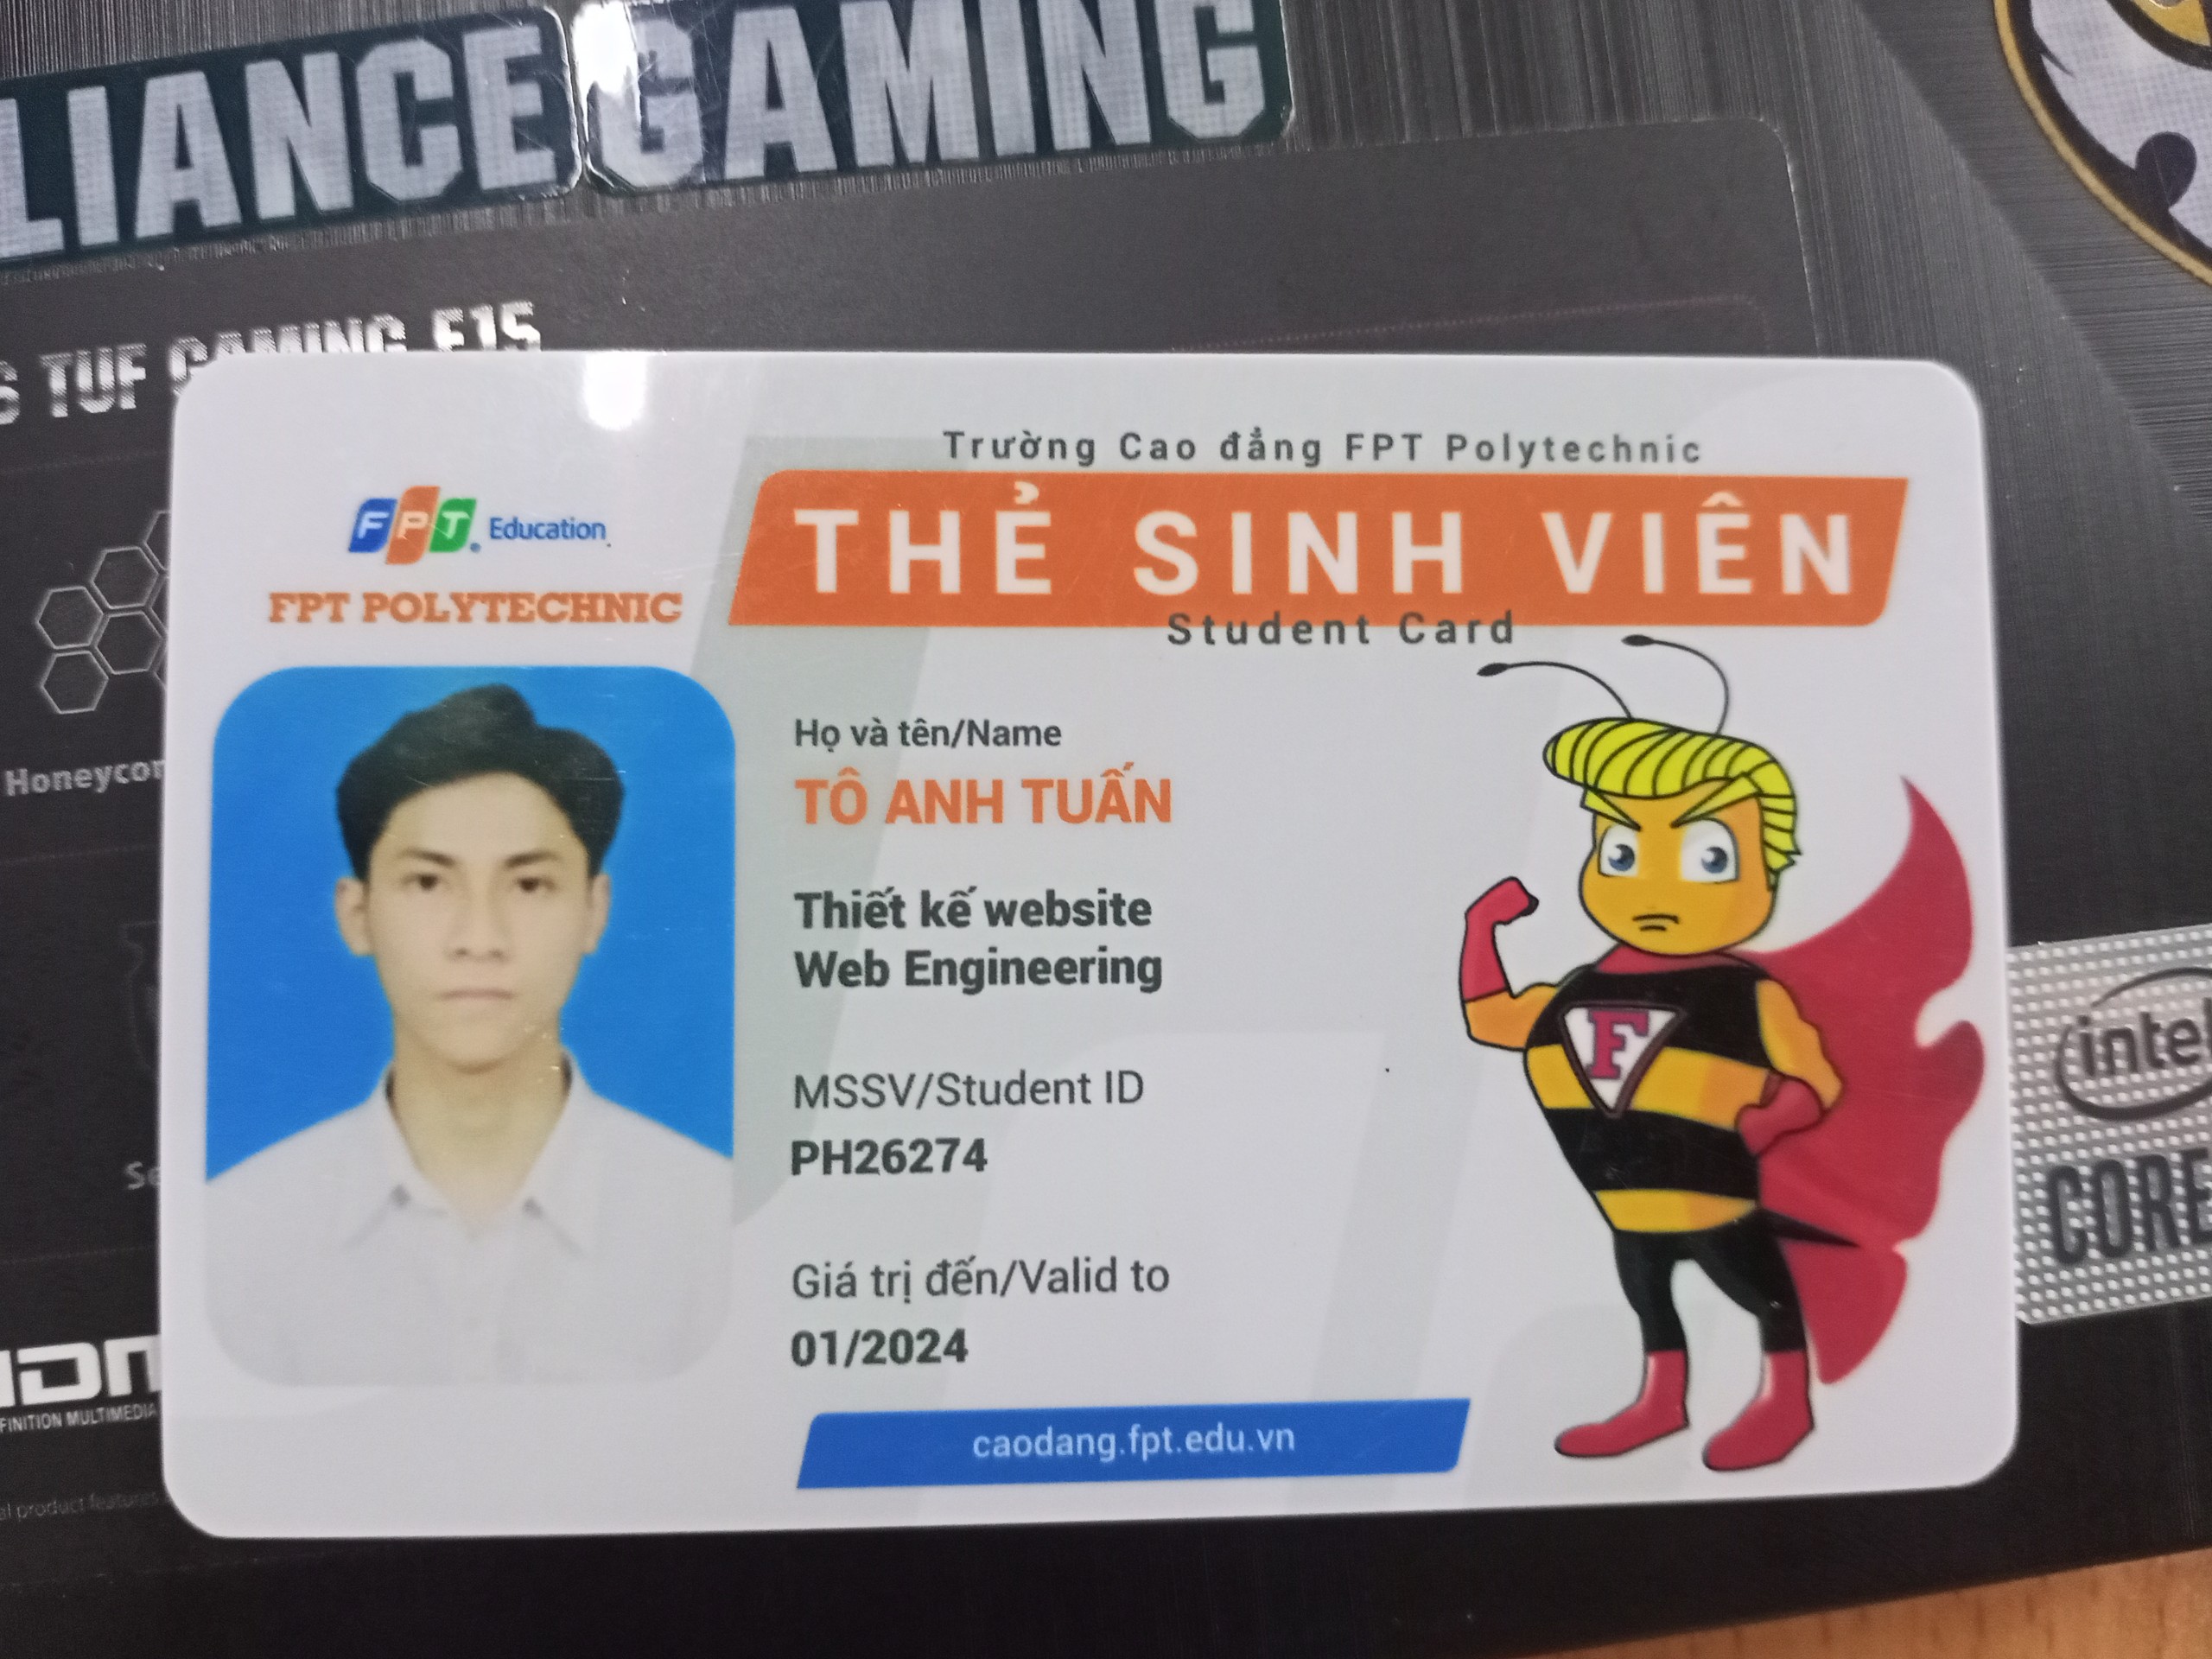 LIANCE GAMING
S TUF GAMING F15
Trường Cao đẳng FPT Polytechnic
FPT Education
THẺ SINH VIÊN
FPT POLYTECHNIC
Student Card
Họ và tên/Name
TÔ ANH TUẤN
Thiết kế website
Web Engineering
MSSV/Student ID
PH26274
Giá trị đến/Valid to
01/2024
caodang.fpt.edu.vn
F
Honeycor
Se
intel
CORE
HDM
FINITION MULTIMEDIA
al product features